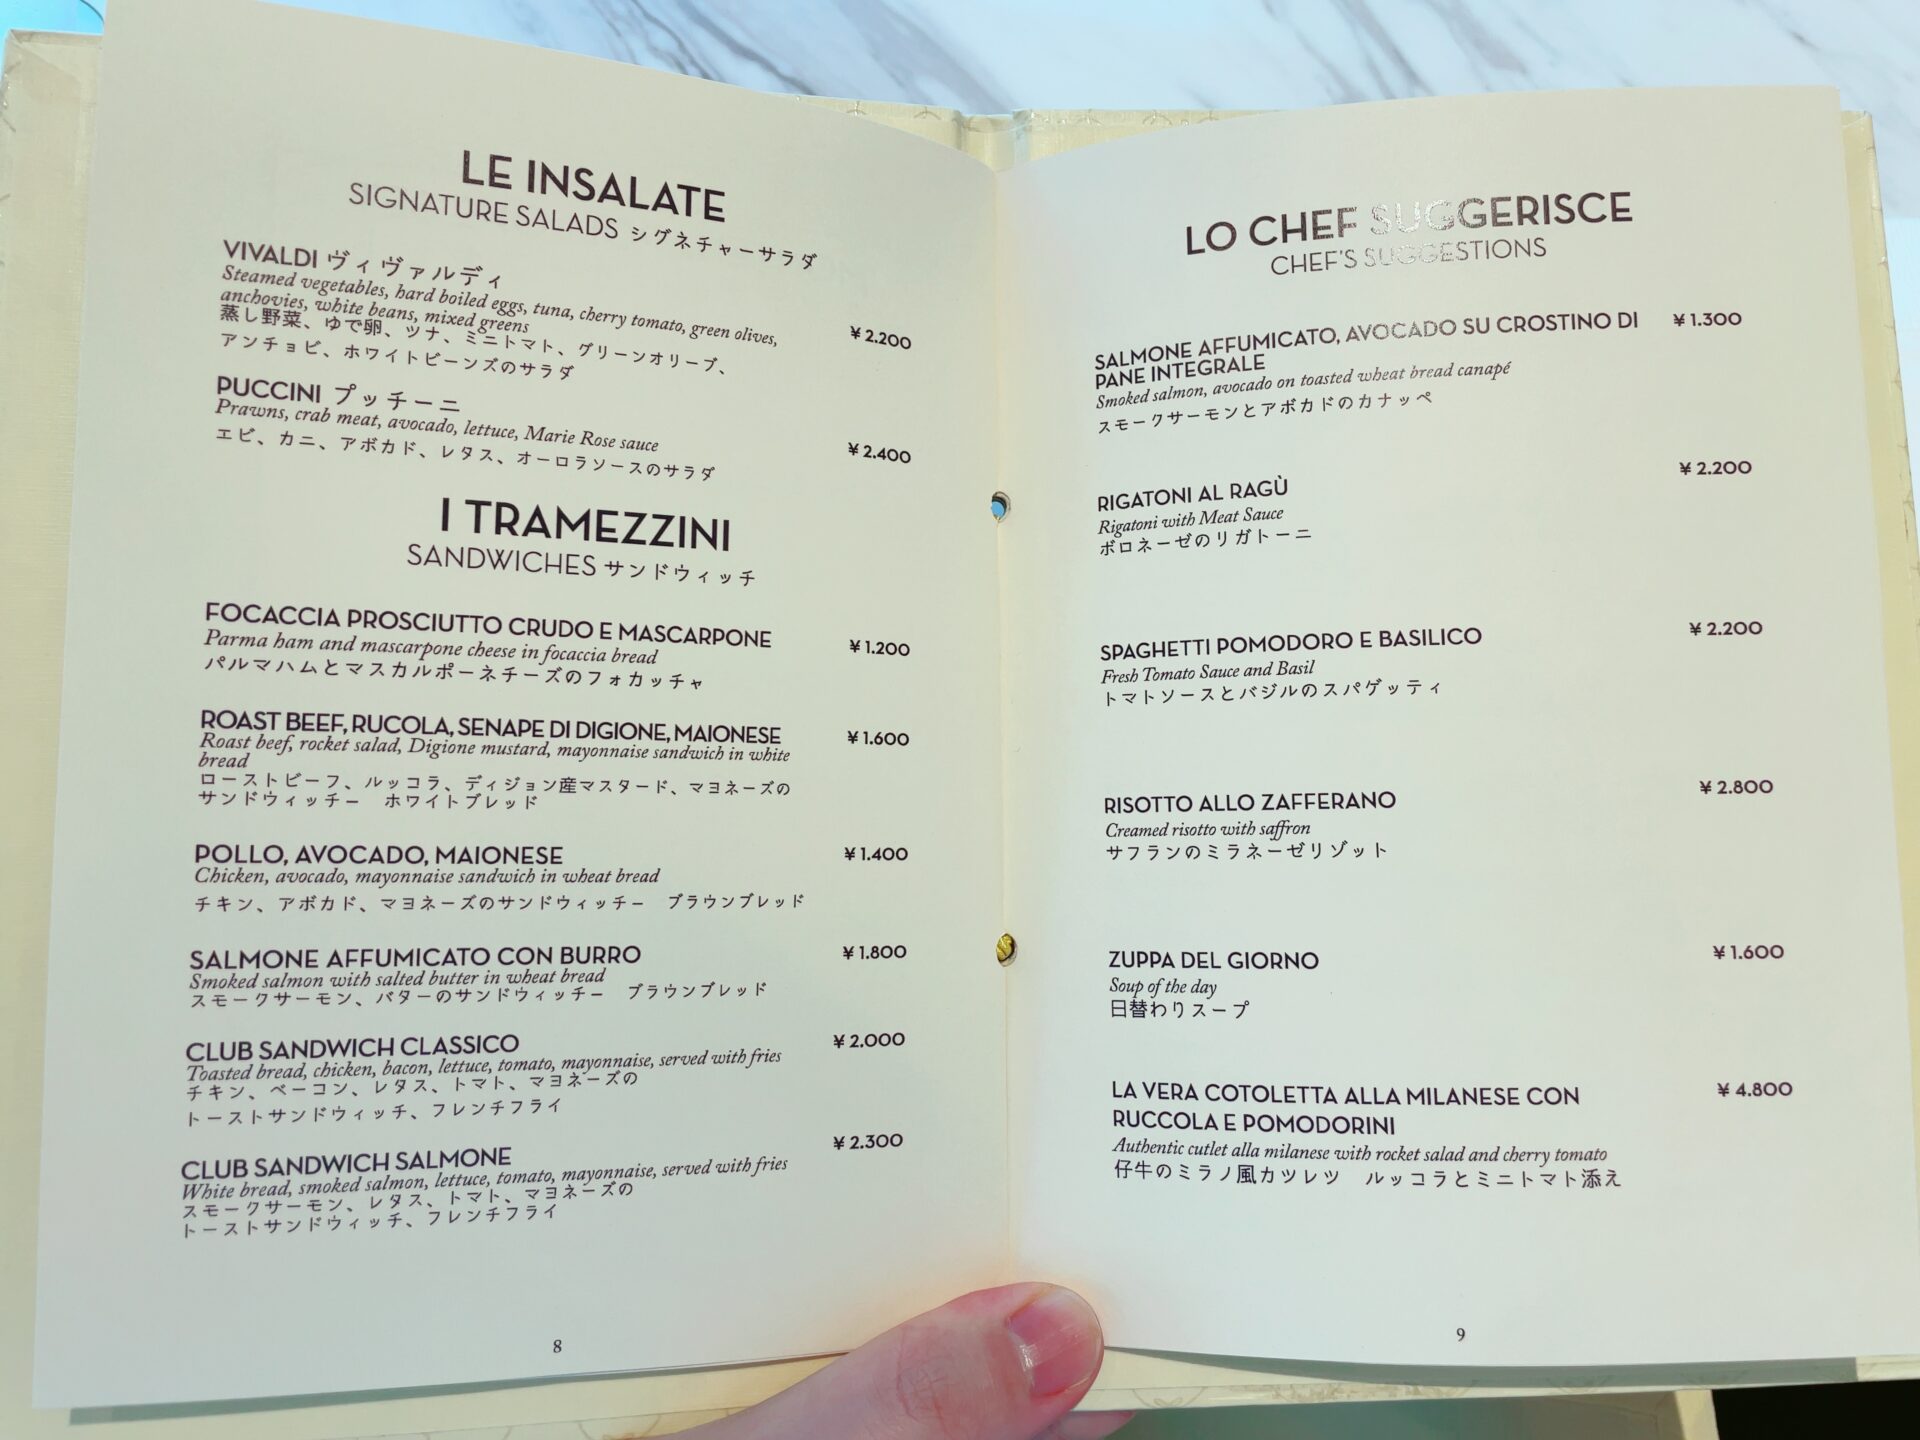 LE INSALATE
SIGNATURE SALADS シグネチャーサラダ
VIVALDI ヴィヴァルディ
Steamed vegetables, hard boiled eggs, tuna, cherry tomato, green olives,
anchovies, white beans, mixed greens
蒸し野菜、ゆで卵、ツナ、ミニトマト、グリーンオリーブ、
アンチョビ、ホワイトビーンズのサラダ
¥ 2.200
PUCCINI プッチーニ
Prawns, crab meat, avocado, lettuce, Marie Rose sauce
エビ、カニ、アボカド、レタス、オーロラソースのサラダ
¥ 2.400
I TRAMEZZINI
SANDWICHES サンドウィッチ
FOCACCIA PROSCIUTTO CRUDO E MASCARPONE
Parma ham and mascarpone cheese in focaccia bread
パルマハムとマスカルポーネチーズのフォカッチャ
¥ 1.200
ROAST BEEF, RUCOLA, SENAPE DI DIGIONE, MAIONESE
Roast beef, rocket salad, Digione mustard, mayonnaise sandwich in white
bread
ローストビーフ、ルッコラ、ディジョン産マスタード、マヨネーズの
サンドウィッチー ホワイトブレッド
¥ 1.600
POLLO, AVOCADO, MAIONESE
Chicken, avocado, mayonnaise sandwich in wheat bread
チキン、アボカド、マヨネーズのサンドウィッチー ブラウンブレッド
¥ 1.400
SALMONE AFFUMICATO CON BURRO
Smoked salmon with salted butter in wheat bread
スモークサーモン、バターのサンドウィッチー ブラウンブレッド
¥ 1.800
CLUB SANDWICH CLASSICO
Toasted bread, chicken, bacon, lettuce, tomato, mayonnaise, served with fries
チキン、ベーコン、レタス、トマト、マヨネーズの
トーストサンドウィッチ、フレンチフライ
¥ 2.000
CLUB SANDWICH SALMONE
White bread, smoked salmon, lettuce, tomato, mayonnaise, served with fries
スモークサーモン、レタス、トマト、マヨネーズの
トーストサンドウィッチ、フレンチフライ
¥ 2.300
8
LO CHEF SUGGERISCE
CHEF'S SUGGESTIONS
SALMONE AFFUMICATO, AVOCADO SU CROSTINO DI
PANE INTEGRALE
Smoked salmon, avocado on toasted wheat bread canapé
スモークサーモンとアボカドのカナッペ
¥ 1.300
RIGATONI AL RAGÙ
Rigatoni with Meat Sauce
ボロネーゼのリガトーニ
¥ 2.200
SPAGHETTI POMODORO E BASILICO
Fresh Tomato Sauce and Basil
トマトソースとバジルのスパゲッティ
¥ 2.200
RISOTTO ALLO ZAFFERANO
Creamed risotto with saffron
サフランのミラネーゼリゾット
¥ 2.800
ZUPPA DEL GIORNO
Soup of the day
日替わりスープ
¥ 1.600
LA VERA COTOLETTA ALLA MILANESE CON
RUCCOLA E POMODORINI
Authentic cutlet alla milanese with rocket salad and cherry tomato
仔牛のミラノ風カツレツ ルッコラとミニトマト添え
¥ 4.800
9